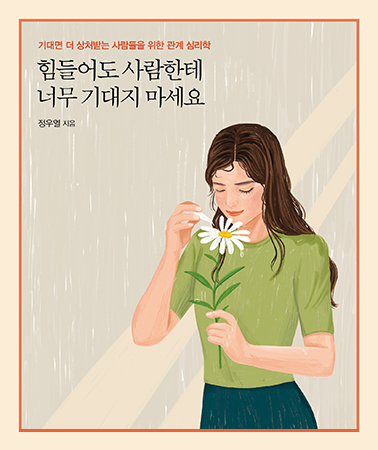 기대면 더 상처받는 사람들을 위한 관계 심리학
힘들어도 사람한테
너무 기대지 마세요
정우열 지음